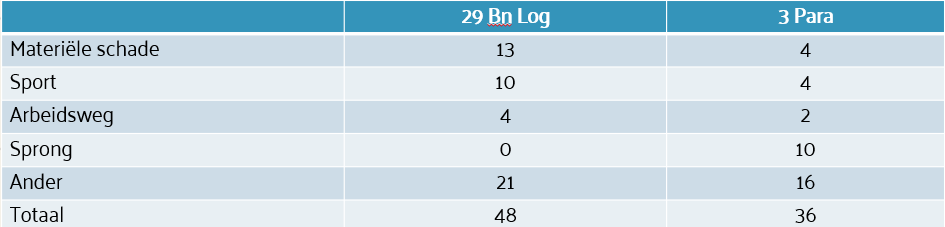 29 Bn Log 3 Para
Materiële schade 13 4
Sport 10 4
Arbeidsweg 4 2
Sprong 0 10
Ander 21 16
Totaal 48 36